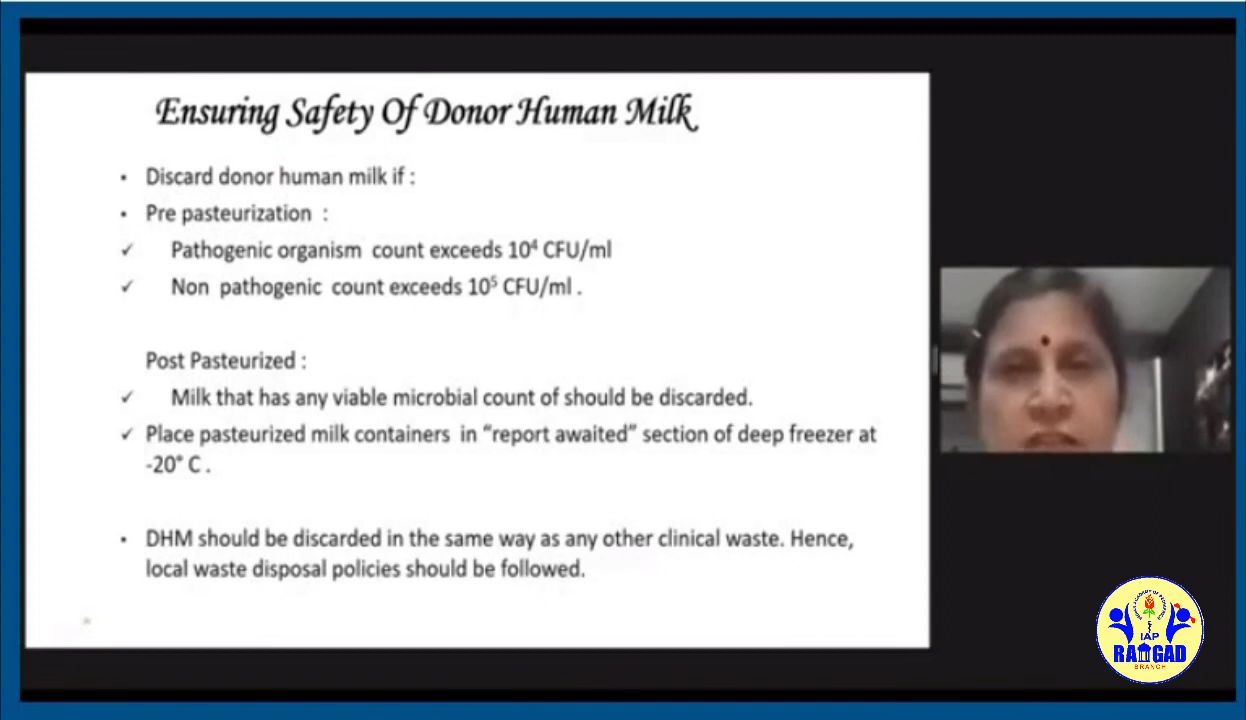 Ensuring Safety Of Donor Human Milk
• Discard donor human milk if :
• Pre pasteurization :
✓ Pathogenic organism count exceeds 10⁴ CFU/ml
✓ Non pathogenic count exceeds 10⁵ CFU/ml .
Post Pasteurized :
✓ Milk that has any viable microbial count of should be discarded.
✓ Place pasteurized milk containers in “report awaited” section of deep freezer at
-20° C .
• DHM should be discarded in the same way as any other clinical waste. Hence,
local waste disposal policies should be followed.
IAP
RAIGAD
BRANCH